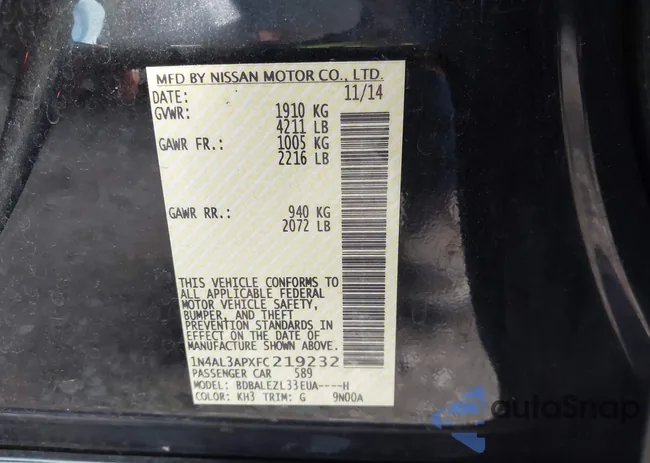 MFD BY NISSAN MOTOR CO., LTD.
DATE: 11/14
GVWR: 1910 KG
4211 LB
GAWR FR.: 1005 KG
2216 LB
GAWR RR.: 940 KG
2072 LB
THIS VEHICLE CONFORMS TO
ALL APPLICABLE FEDERAL
MOTOR VEHICLE SAFETY,
BUMPER, AND THEFT
PREVENTION STANDARDS IN
EFFECT ON THE DATE OF
MANUFACTURE SHOWN ABOVE.
1N4AL3APXFC219232
PASSENGER CAR 589
MODEL: BDBALEZL33EUA----H
COLOR: KH3 TRIM: G 9N00A
autoSnap